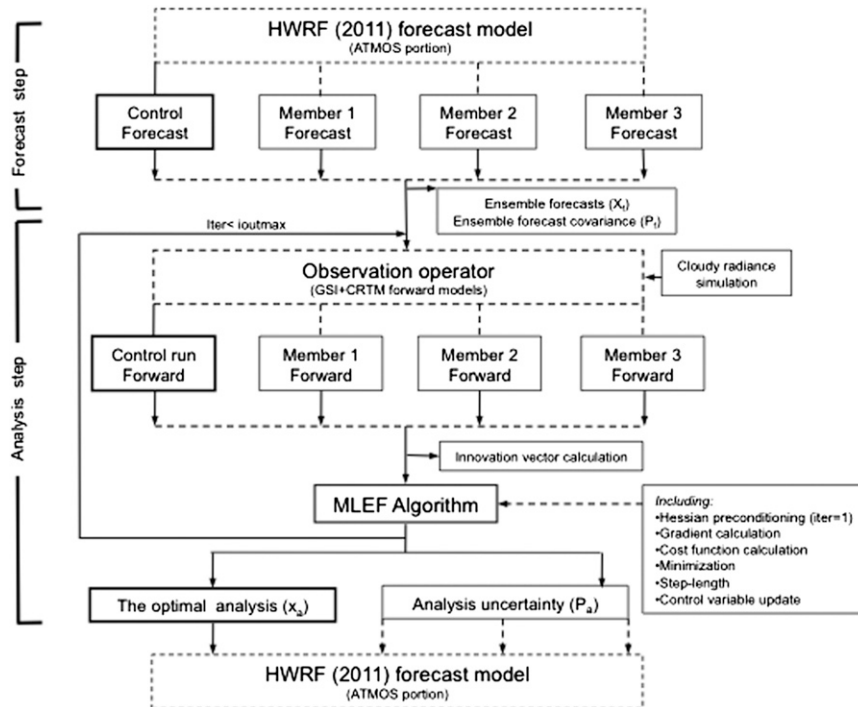 HWRF (2011) forecast model
(ATMOS portion)
Forecast step
Control
Forecast
Member 1
Forecast
Member 2
Forecast
Member 3
Forecast
Ensemble forecasts (Xf)
Ensemble forecast covariance (Pf)
Iter< ioutmax
Analysis step
Observation operator
(GSI+CRTM forward models)
Cloudy radiance
simulation
Control run
Forward
Member 1
Forward
Member 2
Forward
Member 3
Forward
Innovation vector calculation
MLEF Algorithm
Including:
•Hessian preconditioning (iter=1)
•Gradient calculation
•Cost function calculation
•Minimization
•Step-length
•Control variable update
The optimal analysis (xa)
Analysis uncertainty (Pa)
HWRF (2011) forecast model
(ATMOS portion)